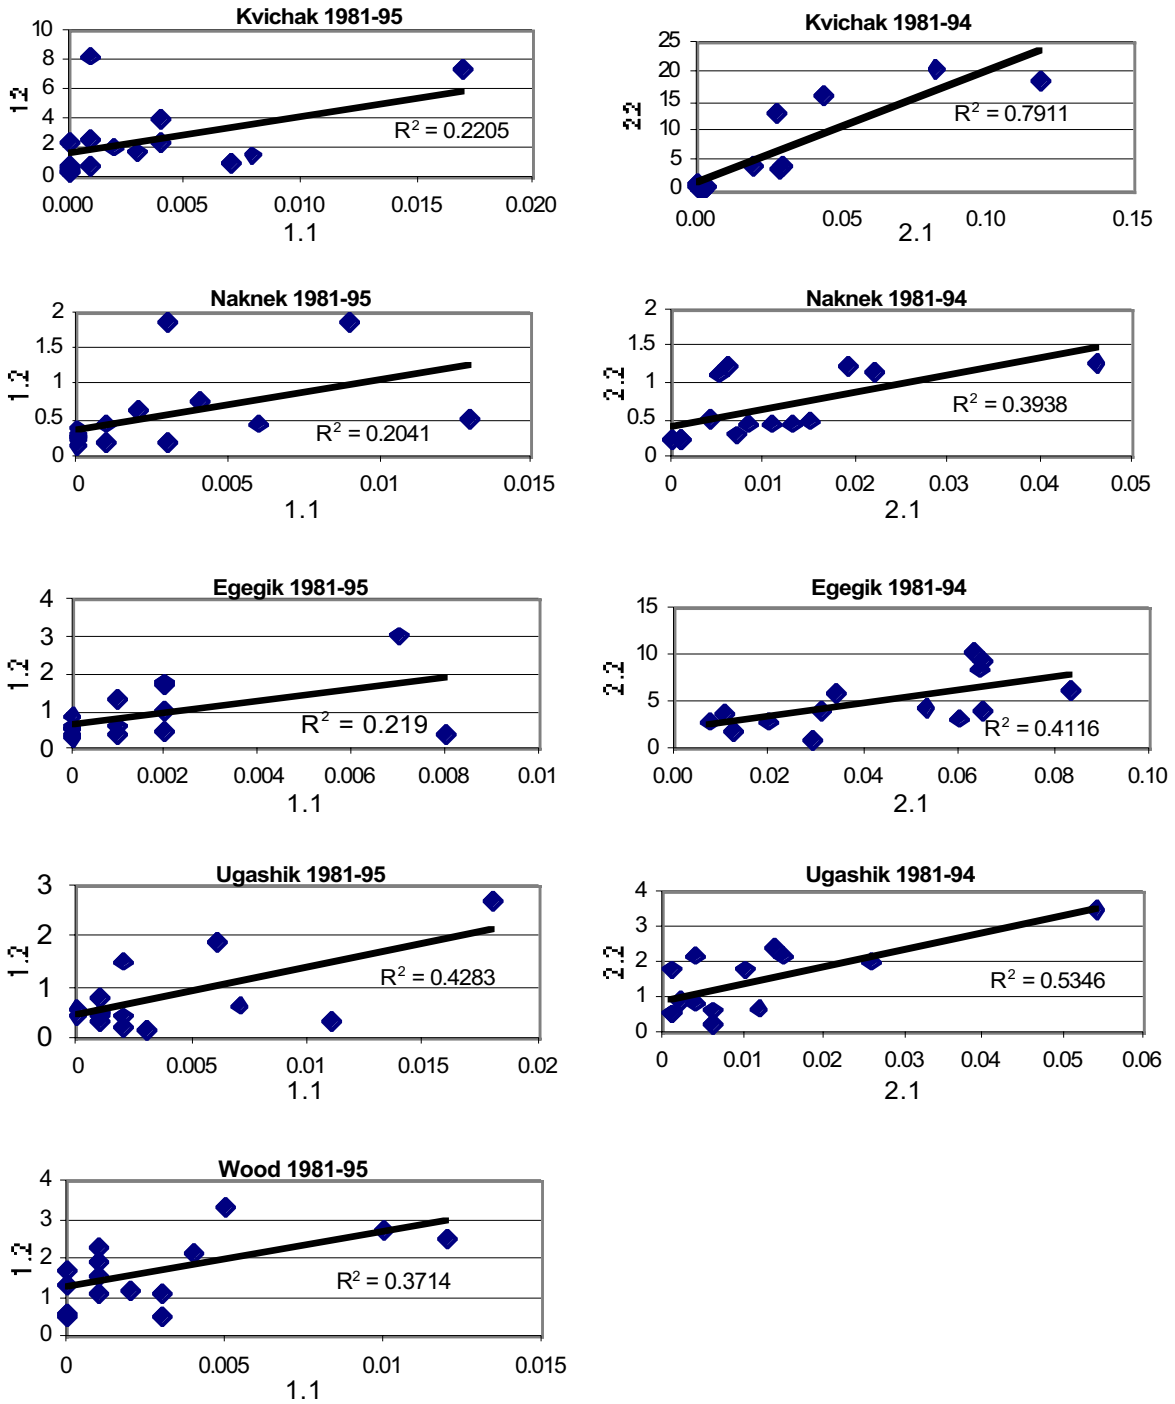 Kvichak 1981-95
10
8
6
4
2
0
1.2
R² = 0.2205
0.000 0.005 0.010 0.015 0.020
1.1
Kvichak 1981-94
25
20
15
10
5
0
2.2
R² = 0.7911
0.00 0.05 0.10 0.15
2.1
Naknek 1981-95
2
1.5
1
0.5
0
1.2
R² = 0.2041
0 0.005 0.01 0.015
1.1
Naknek 1981-94
2
1.5
1
0.5
0
2.2
R² = 0.3938
0 0.01 0.02 0.03 0.04 0.05
2.1
Egegik 1981-95
4
3
2
1
0
1.2
R² = 0.219
0 0.002 0.004 0.006 0.008 0.01
1.1
Egegik 1981-94
15
10
5
0
2.2
R² = 0.4116
0.00 0.02 0.04 0.06 0.08 0.10
2.1
Ugashik 1981-95
3
2
1
0
1.2
R² = 0.4283
0 0.005 0.01 0.015 0.02
1.1
Ugashik 1981-94
4
3
2
1
0
2.2
R² = 0.5346
0 0.01 0.02 0.03 0.04 0.05 0.06
2.1
Wood 1981-95
4
3
2
1
0
1.2
R² = 0.3714
0 0.005 0.01 0.015
1.1